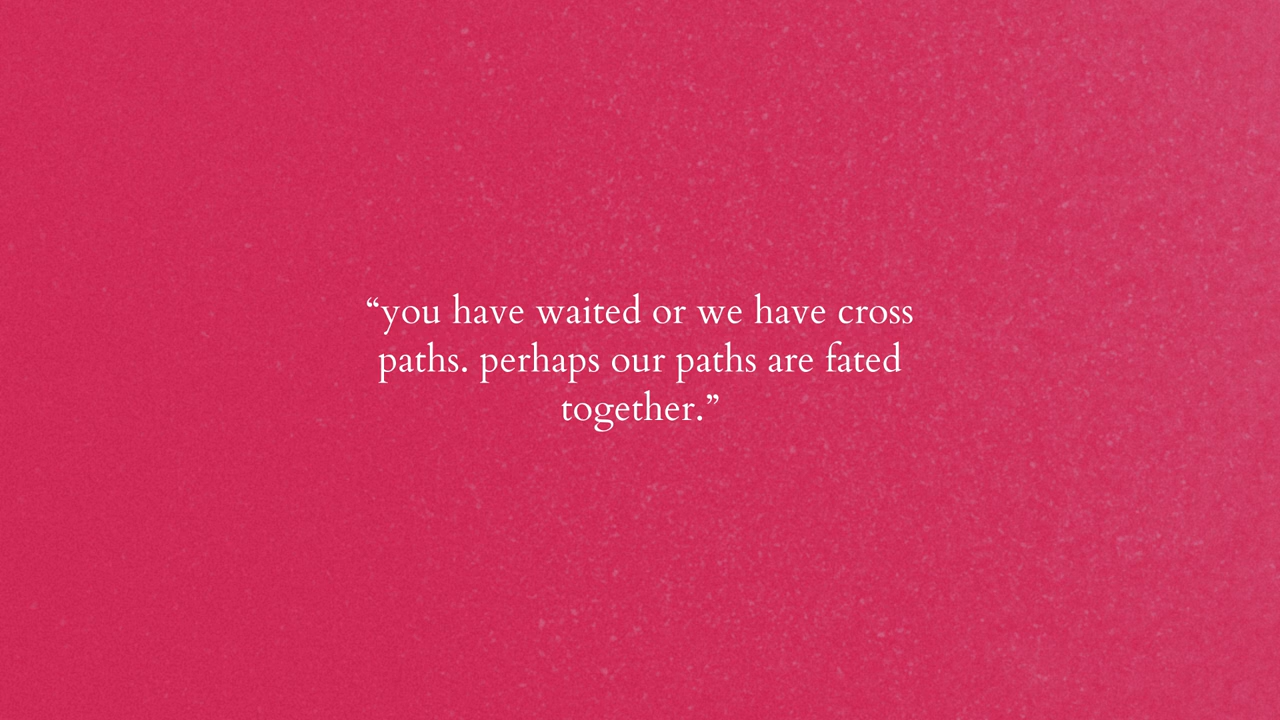 “you have waited or we have cross
paths. perhaps our paths are fated
together.”